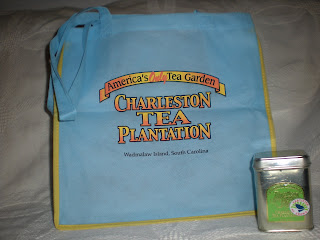 America's Only Tea Garden
CHARLESTON
TEA
PLANTATION
Wadmalaw Island, South Carolina